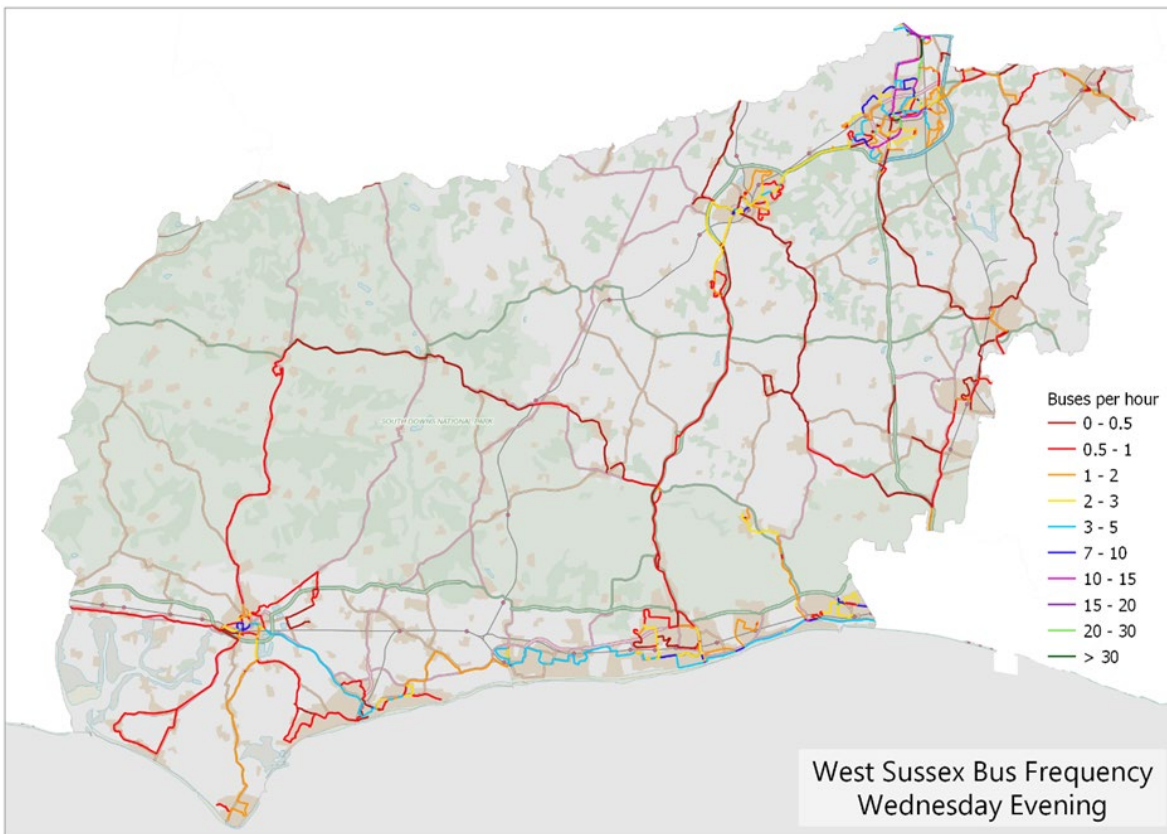 SOUTH DOWNS NATIONAL PARK
Buses per hour
0 - 0.5
0.5 - 1
1 - 2
2 - 3
3 - 5
7 - 10
10 - 15
15 - 20
20 - 30
> 30
West Sussex Bus Frequency
Wednesday Evening